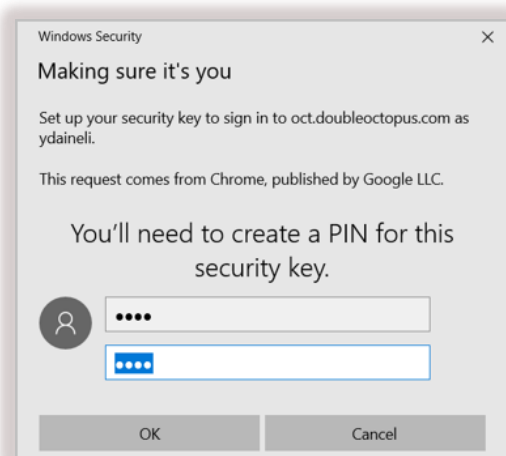 Windows Security
Making sure it's you
Set up your security key to sign in to oct.doubleoctopus.com as
ydaineli.
This request comes from Chrome, published by Google LLC.
You'll need to create a PIN for this
security key.
••••
••••
OK Cancel